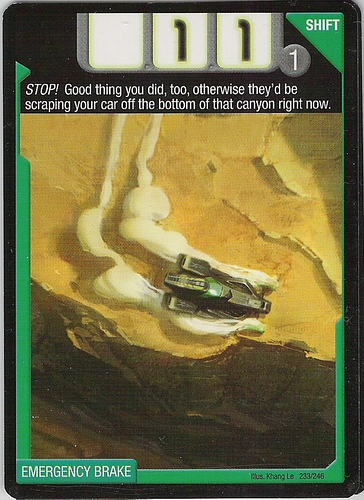 1 1
SHIFT
1
STOP! Good thing you did, too, otherwise they'd be
scraping your car off the bottom of that canyon right now.
EMERGENCY BRAKE
Illus. Khang Le 233/246